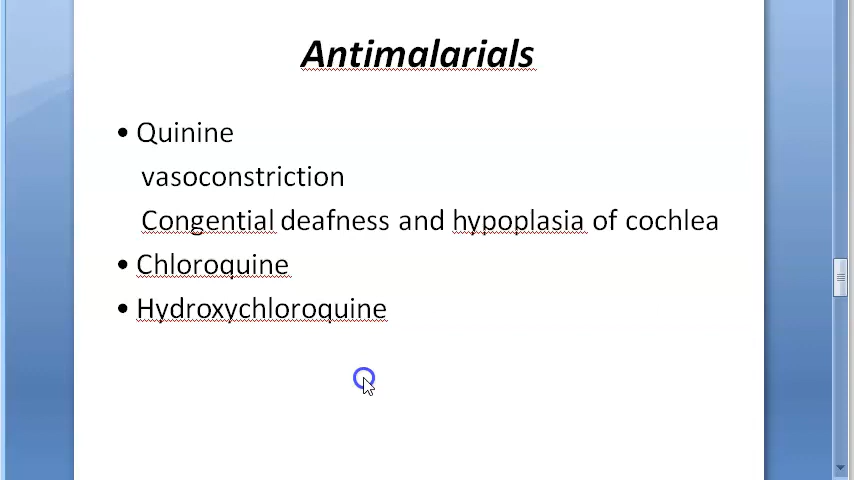 Antimalarials
• Quinine
vasoconstriction
Congential deafness and hypoplasia of cochlea
• Chloroquine
• Hydroxychloroquine